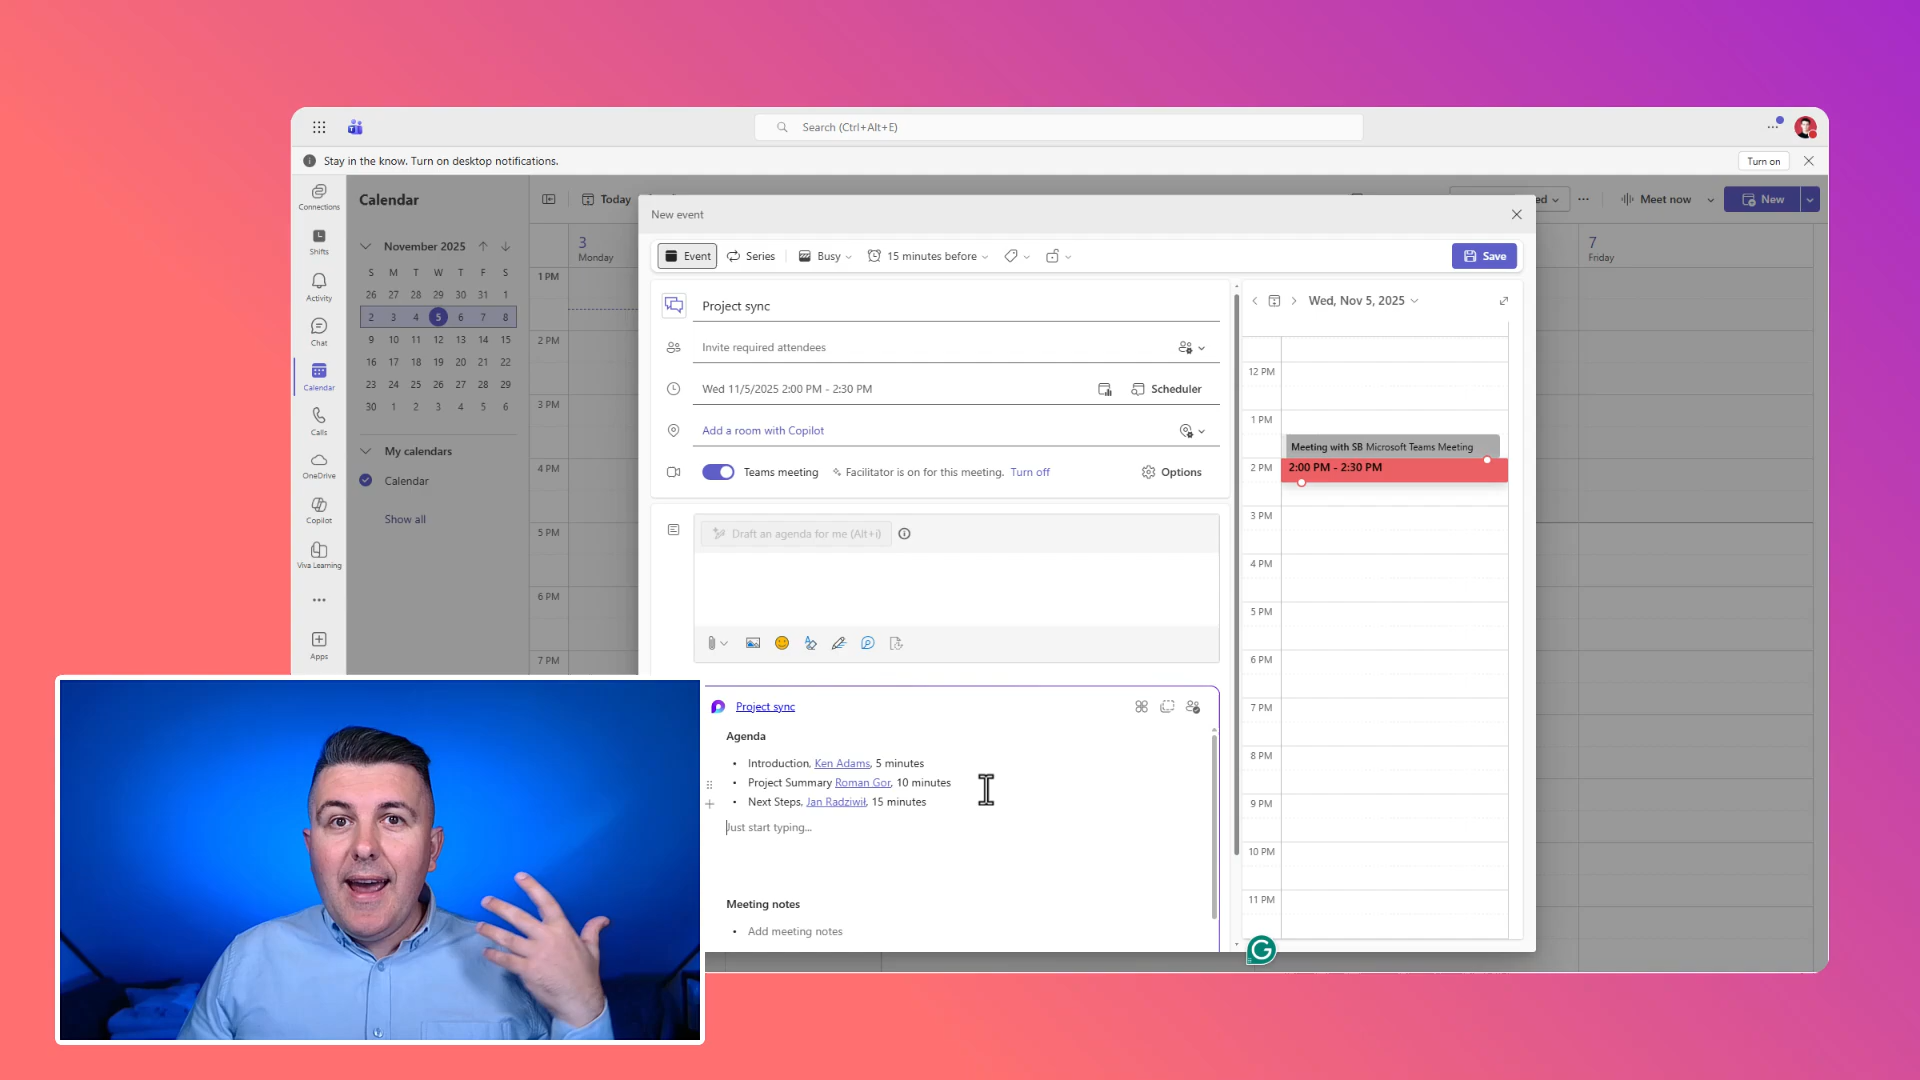 Search (Ctrl+Alt+E)
Stay in the know. Turn on desktop notifications.
Turn on
Connections
Shifts
Activity
Chat
Calendar
Calls
OneDrive
Copilot
Viva Learning
Apps
Calendar
November 2025
S M T W T F S
26 27 28 29 30 31 1
2 3 4 5 6 7 8
9 10 11 12 13 14 15
16 17 18 19 20 21 22
23 24 25 26 27 28 29
30 1 2 3 4 5 6
My calendars
Calendar
Show all
Today
ed
Meet now
New
3
Monday
7
Friday
1 PM
2 PM
3 PM
4 PM
5 PM
6 PM
7 PM
New event
Event
Series
Busy
15 minutes before
Save
Project sync
Invite required attendees
Wed 11/5/2025 2:00 PM - 2:30 PM
Scheduler
Add a room with Copilot
Teams meeting
Facilitator is on for this meeting. Turn off
Options
Draft an agenda for me (Alt+i)
Project sync
Agenda
• Introduction, Ken Adams, 5 minutes
• Project Summary Roman Gor, 10 minutes
• Next Steps, Jan Radziwił, 15 minutes
Just start typing...
Meeting notes
• Add meeting notes
Wed, Nov 5, 2025
12 PM
1 PM
Meeting with SB Microsoft Teams Meeting
2 PM
2:00 PM - 2:30 PM
3 PM
4 PM
5 PM
6 PM
7 PM
8 PM
9 PM
10 PM
11 PM